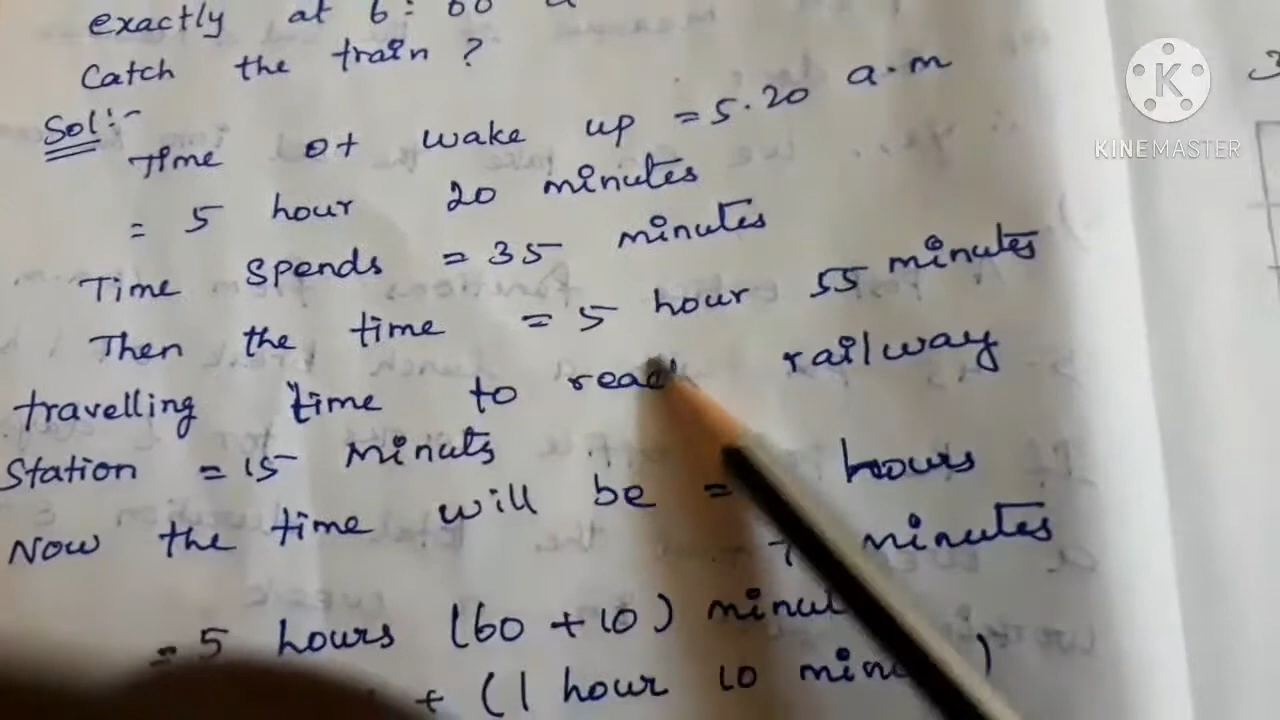 exactly at 6:00
Catch the train ?
Sol:-
Time of wake up = 5.20 a.m
= 5 hour 20 minutes
Time spends = 35 minutes
Then the time = 5 hour 55 minutes
travelling time to reach railway
Station = 15 minuts
Now the time will be = hours
minutes
= 5 hours (60 + 10) minut
+ (1 hour 10 minu )
KINEMASTER